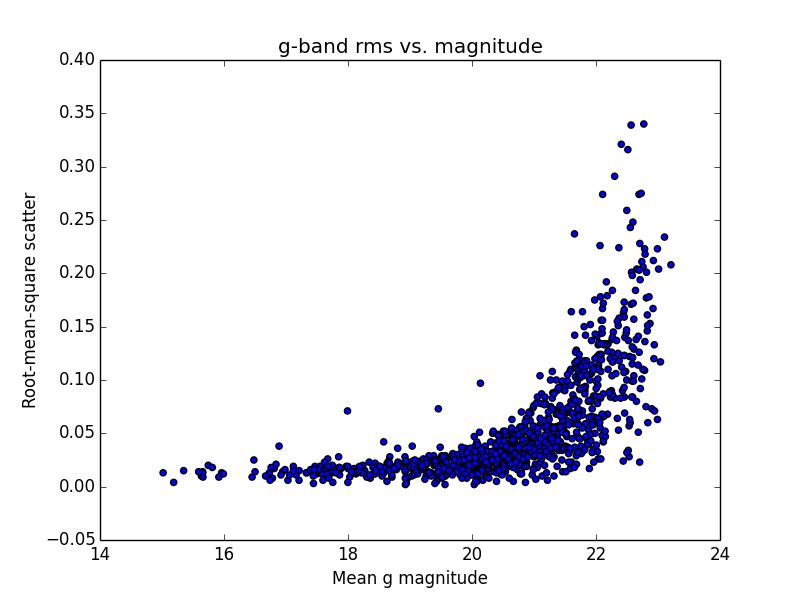 g-band rms vs. magnitude
0.40
0.35
0.30
0.25
0.20
0.15
0.10
0.05
0.00
−0.05
Root-mean-square scatter
14 16 18 20 22 24
Mean g magnitude